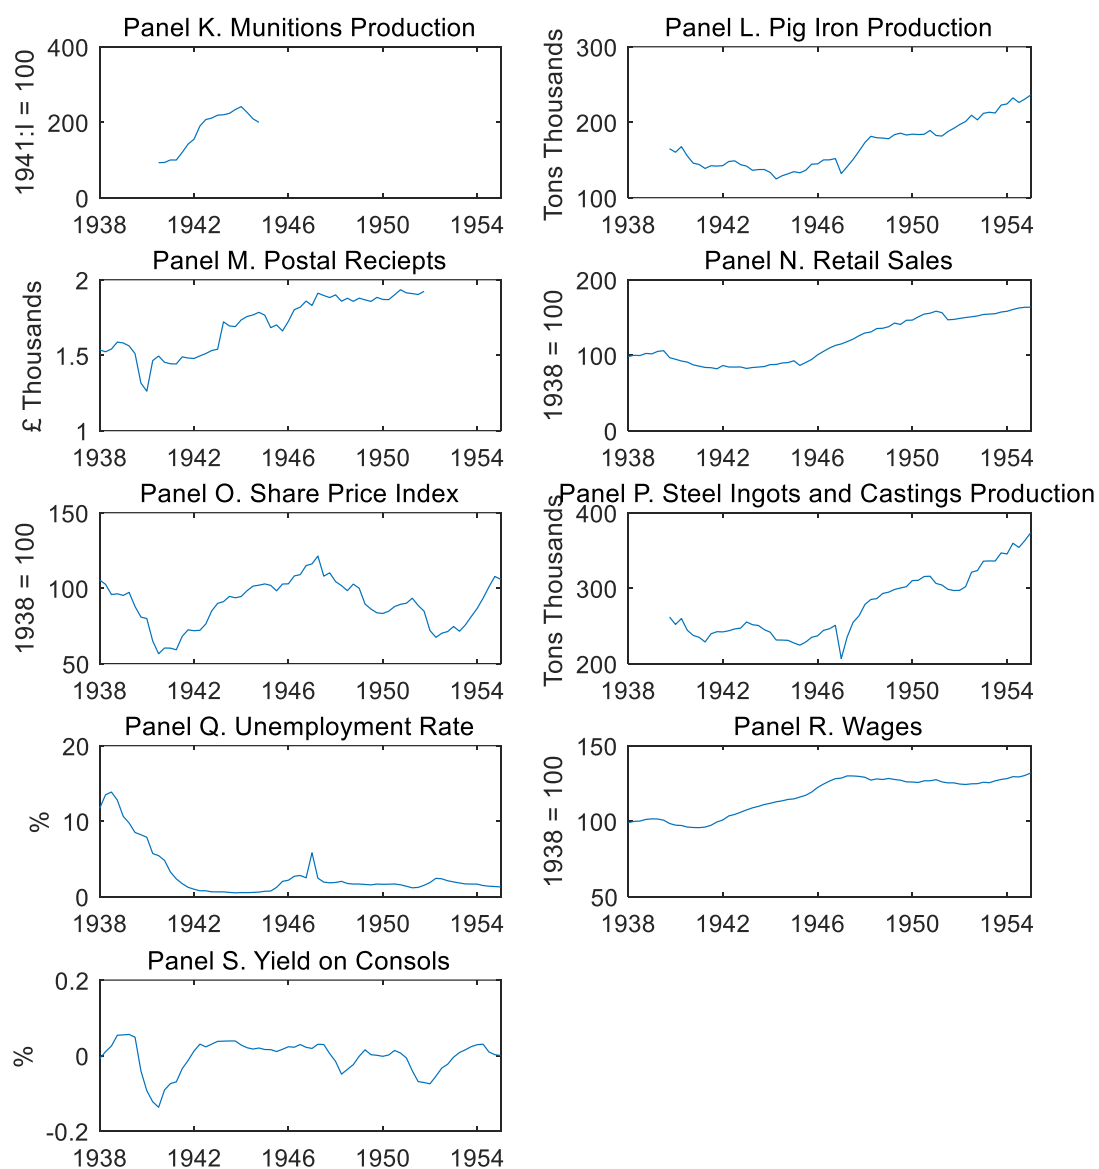 Panel K. Munitions Production
400
200
0
1941:I = 100
1938 1942 1946 1950 1954
Panel L. Pig Iron Production
300
200
100
Tons Thousands
1938 1942 1946 1950 1954
Panel M. Postal Reciepts
2
1.5
1
£ Thousands
1938 1942 1946 1950 1954
Panel N. Retail Sales
200
100
0
1938 = 100
1938 1942 1946 1950 1954
Panel O. Share Price Index
150
100
50
1938 = 100
1938 1942 1946 1950 1954
Panel P. Steel Ingots and Castings Production
400
300
200
Tons Thousands
1938 1942 1946 1950 1954
Panel Q. Unemployment Rate
20
10
0
%
1938 1942 1946 1950 1954
Panel R. Wages
150
100
50
1938 = 100
1938 1942 1946 1950 1954
Panel S. Yield on Consols
0.2
0
-0.2
%
1938 1942 1946 1950 1954